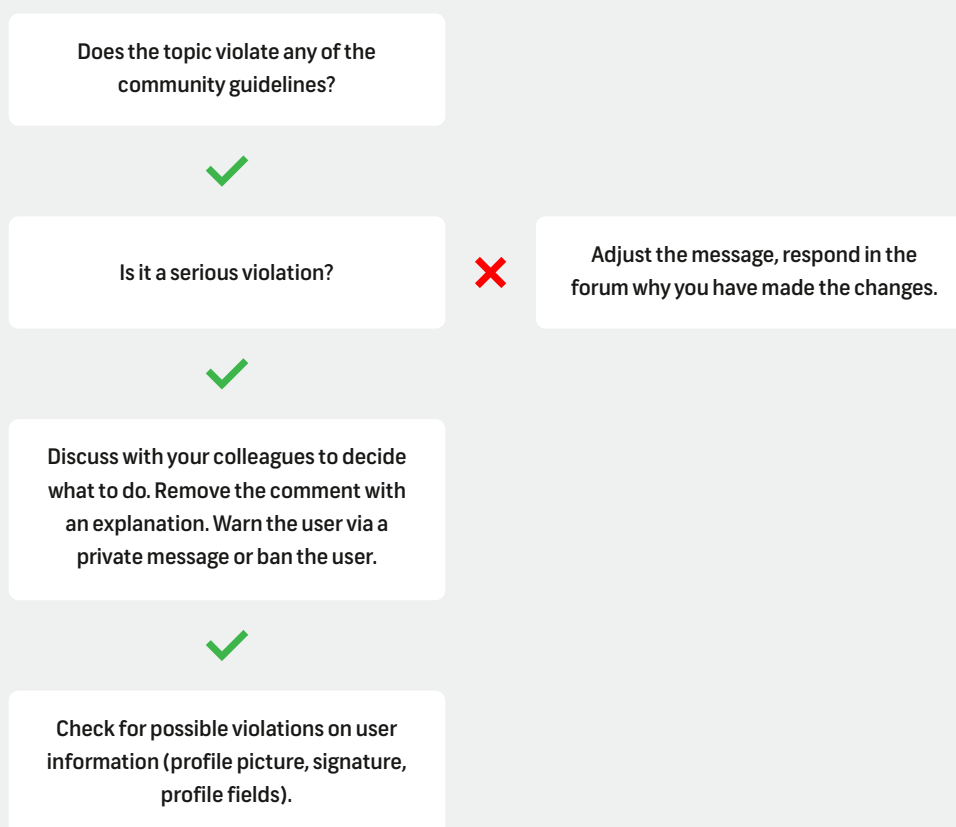 Does the topic violate any of the
community guidelines?
Is it a serious violation?
Adjust the message, respond in the
forum why you have made the changes.
Discuss with your colleagues to decide
what to do. Remove the comment with
an explanation. Warn the user via a
private message or ban the user.
Check for possible violations on user
information (profile picture, signature,
profile fields).